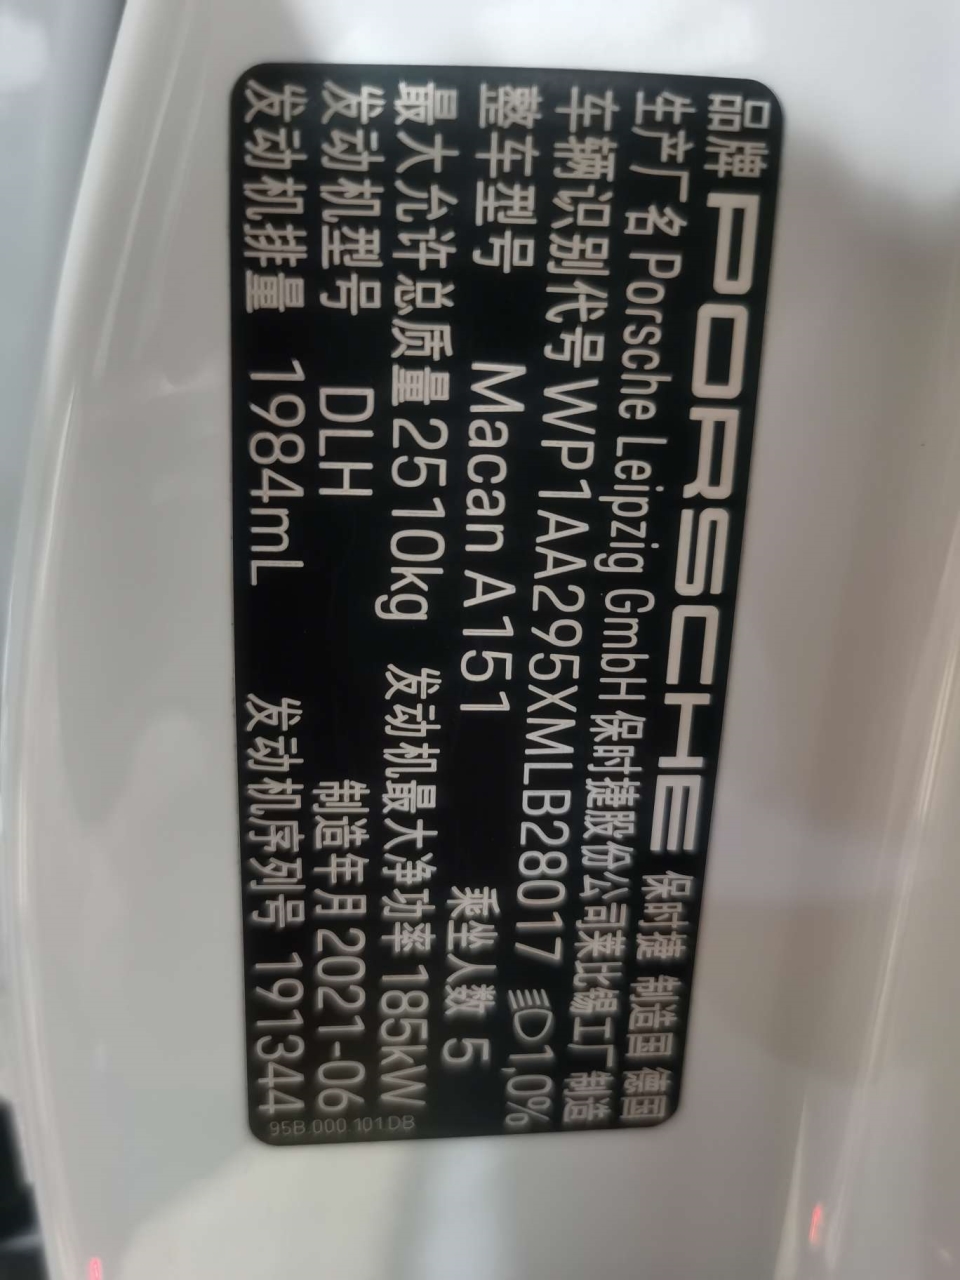 品牌 PORSCHE 保时捷 制造国 德国
生产厂名 Porsche Leipzig GmbH 保时捷股份公司莱比锡工厂 制造
车辆识别代号 WP1AA295XMLB28017 1,0%
整车型号 Macan A151 乘坐人数 5
最大允许总质量 2510kg 发动机最大净功率 185kW
发动机型号 DLH 制造年月 2021-06
发动机排量 1984mL 发动机序列号 191344
95B.000.101.DB